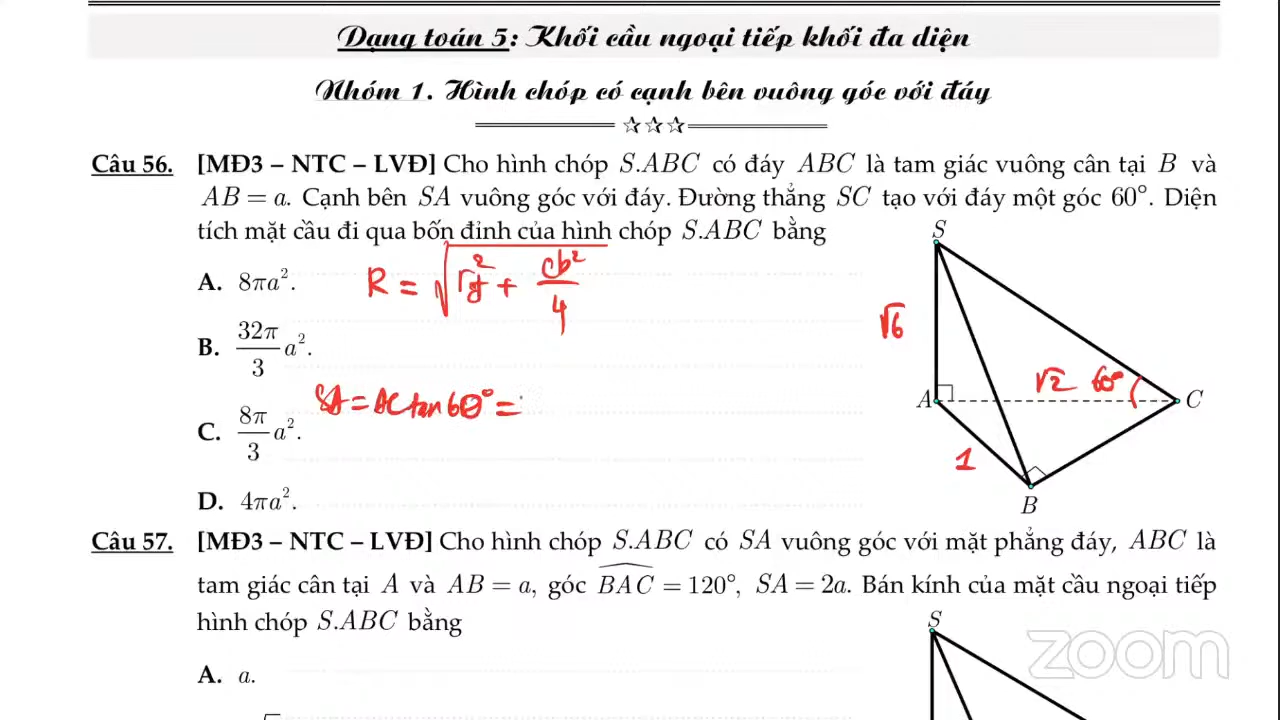 Dạng toán 5: Khối cầu ngoại tiếp khối đa diện
Nhóm 1. Hình chóp có cạnh bên vuông góc với đáy
Câu 56. [MĐ3 – NTC – LVĐ] Cho hình chóp S.ABC có đáy ABC là tam giác vuông cân tại B và
AB = a. Cạnh bên SA vuông góc với đáy. Đường thẳng SC tạo với đáy một góc 60°. Diện
tích mặt cầu đi qua bốn đỉnh của hình chóp S.ABC bằng
A. 8πa².
R = √(rđ² + cb²/4)
B. 32π/3 a².
SA = AC tan 60° =
C. 8π/3 a².
D. 4πa².
S
√6
√2 60°
A
C
1
B
Câu 57. [MĐ3 – NTC – LVĐ] Cho hình chóp S.ABC có SA vuông góc với mặt phẳng đáy, ABC là
tam giác cân tại A và AB = a, góc BAC = 120°, SA = 2a. Bán kính của mặt cầu ngoại tiếp
hình chóp S.ABC bằng
S
A. a.
zoom